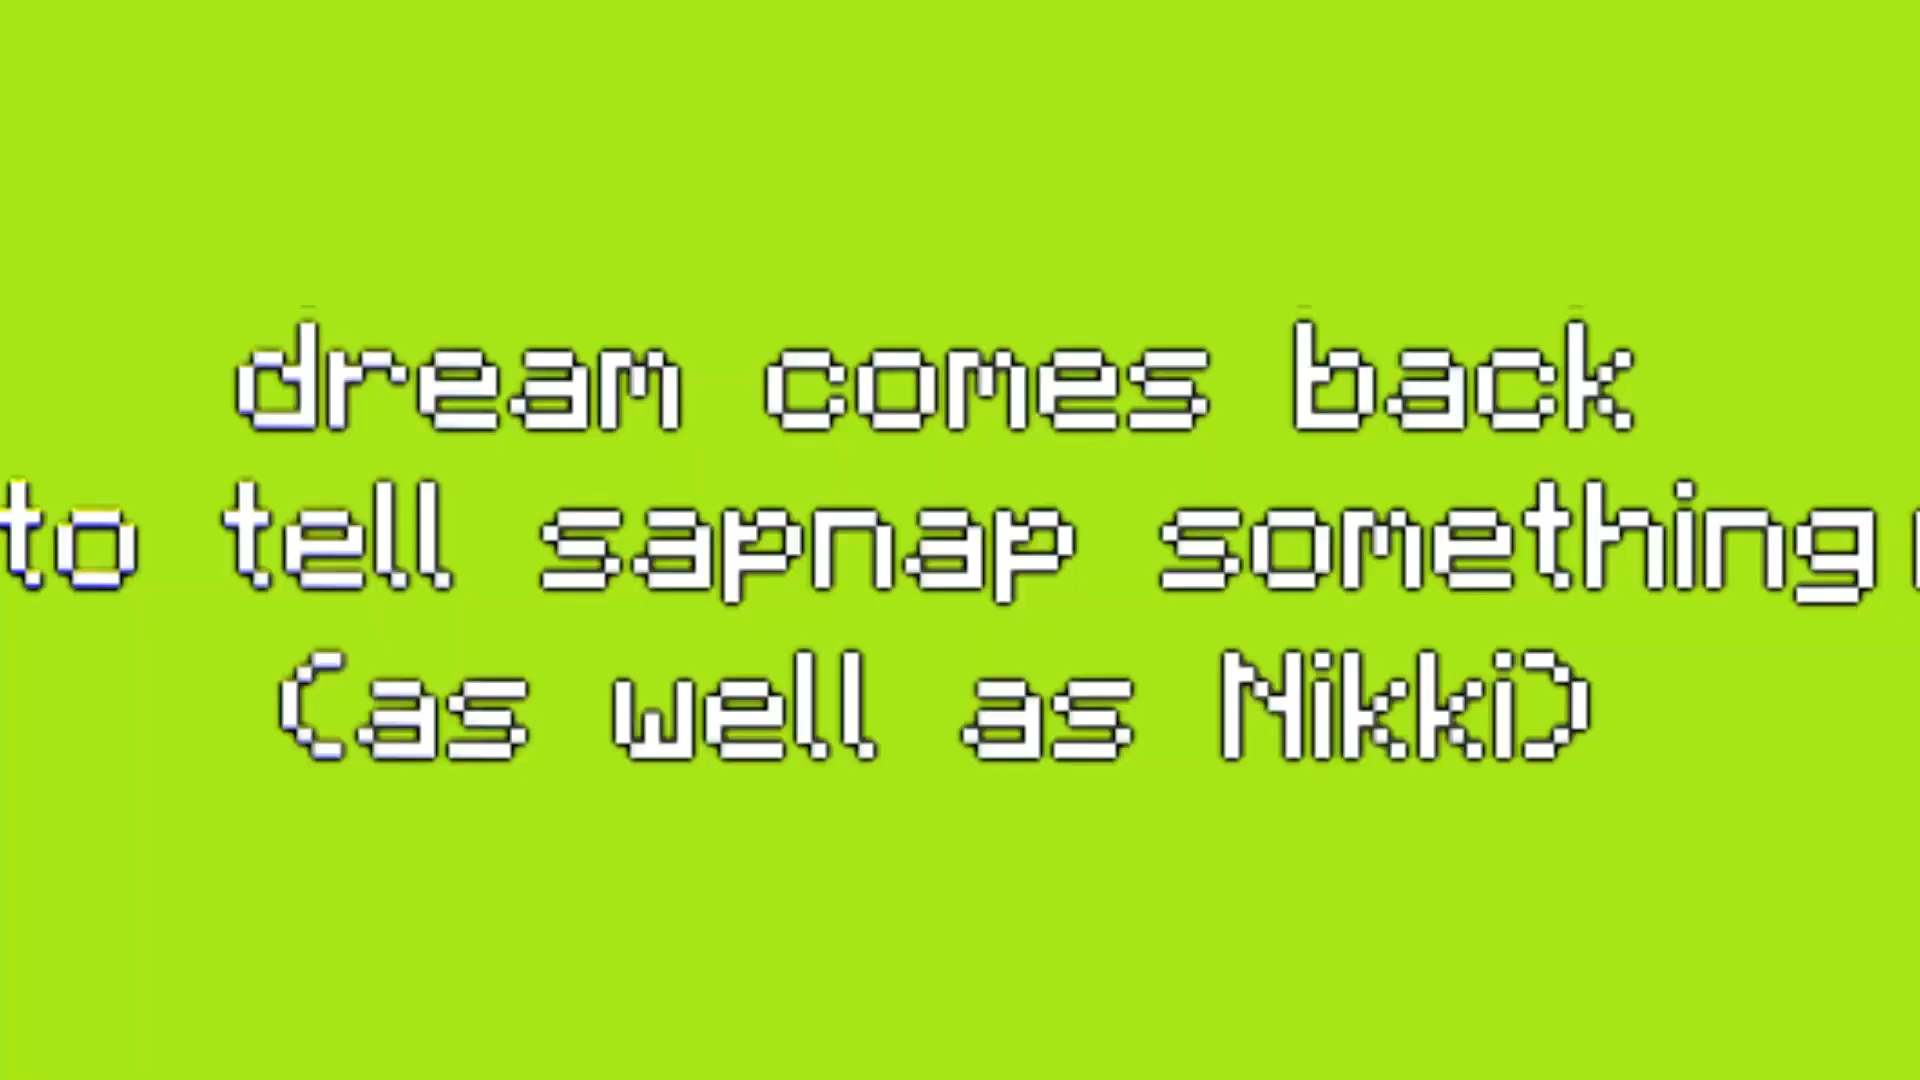 dream comes back
to tell sapnap something
(as well as Nikki)